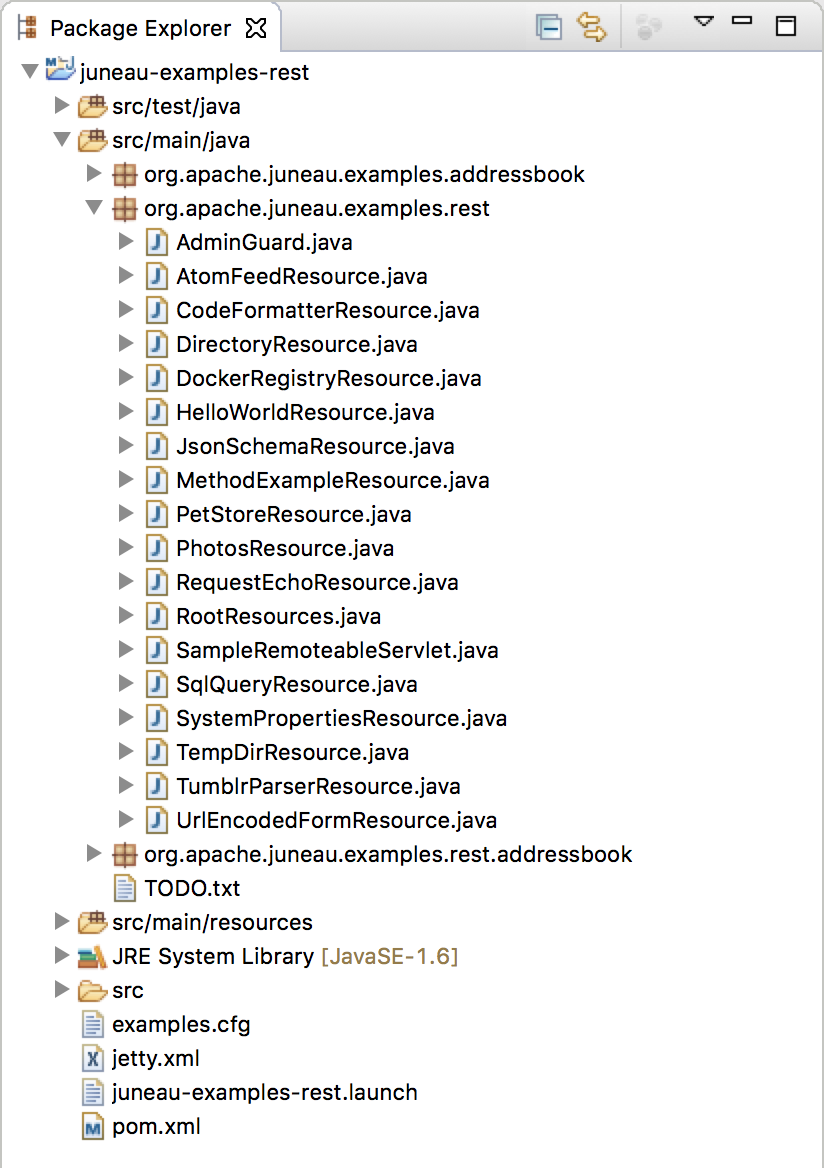 Package Explorer
juneau-examples-rest
src/test/java
src/main/java
org.apache.juneau.examples.addressbook
org.apache.juneau.examples.rest
AdminGuard.java
AtomFeedResource.java
CodeFormatterResource.java
DirectoryResource.java
DockerRegistryResource.java
HelloWorldResource.java
JsonSchemaResource.java
MethodExampleResource.java
PetStoreResource.java
PhotosResource.java
RequestEchoResource.java
RootResources.java
SampleRemoteableServlet.java
SqlQueryResource.java
SystemPropertiesResource.java
TempDirResource.java
TumblrParserResource.java
UrlEncodedFormResource.java
org.apache.juneau.examples.rest.addressbook
TODO.txt
src/main/resources
JRE System Library [JavaSE-1.6]
src
examples.cfg
jetty.xml
juneau-examples-rest.launch
pom.xml